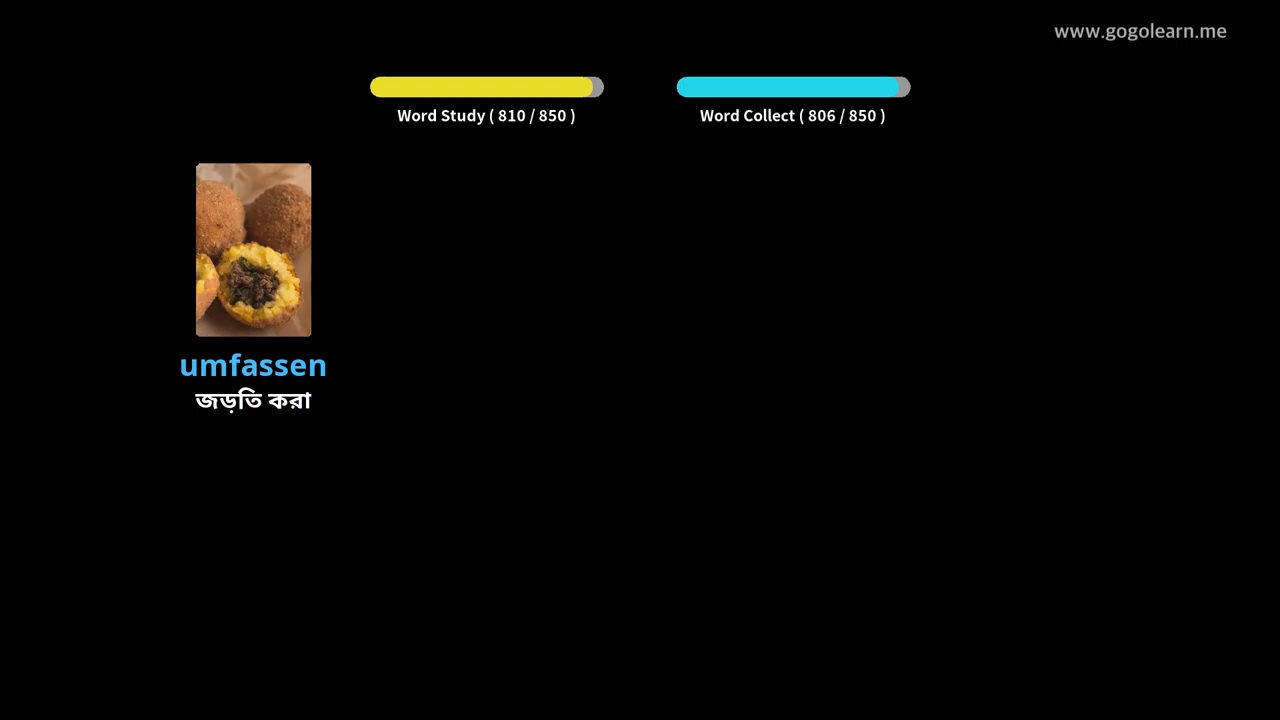 www.gogolearn.me
Word Study ( 810 / 850 )
Word Collect ( 806 / 850 )
umfassen
জড়তি করা